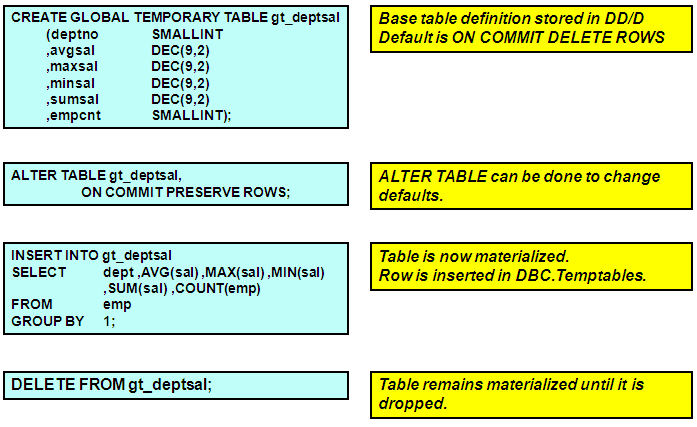 CREATE GLOBAL TEMPORARY TABLE gt_deptsal
(deptno SMALLINT
,avgsal DEC(9,2)
,maxsal DEC(9,2)
,minsal DEC(9,2)
,sumsal DEC(9,2)
,empcnt SMALLINT);
Base table definition stored in DD/D
Default is ON COMMIT DELETE ROWS
ALTER TABLE gt_deptsal,
ON COMMIT PRESERVE ROWS;
ALTER TABLE can be done to change
defaults.
INSERT INTO gt_deptsal
SELECT dept ,AVG(sal) ,MAX(sal) ,MIN(sal)
,SUM(sal) ,COUNT(emp)
FROM emp
GROUP BY 1;
Table is now materialized.
Row is inserted in DBC.Temptables.
DELETE FROM gt_deptsal;
Table remains materialized until it is
dropped.